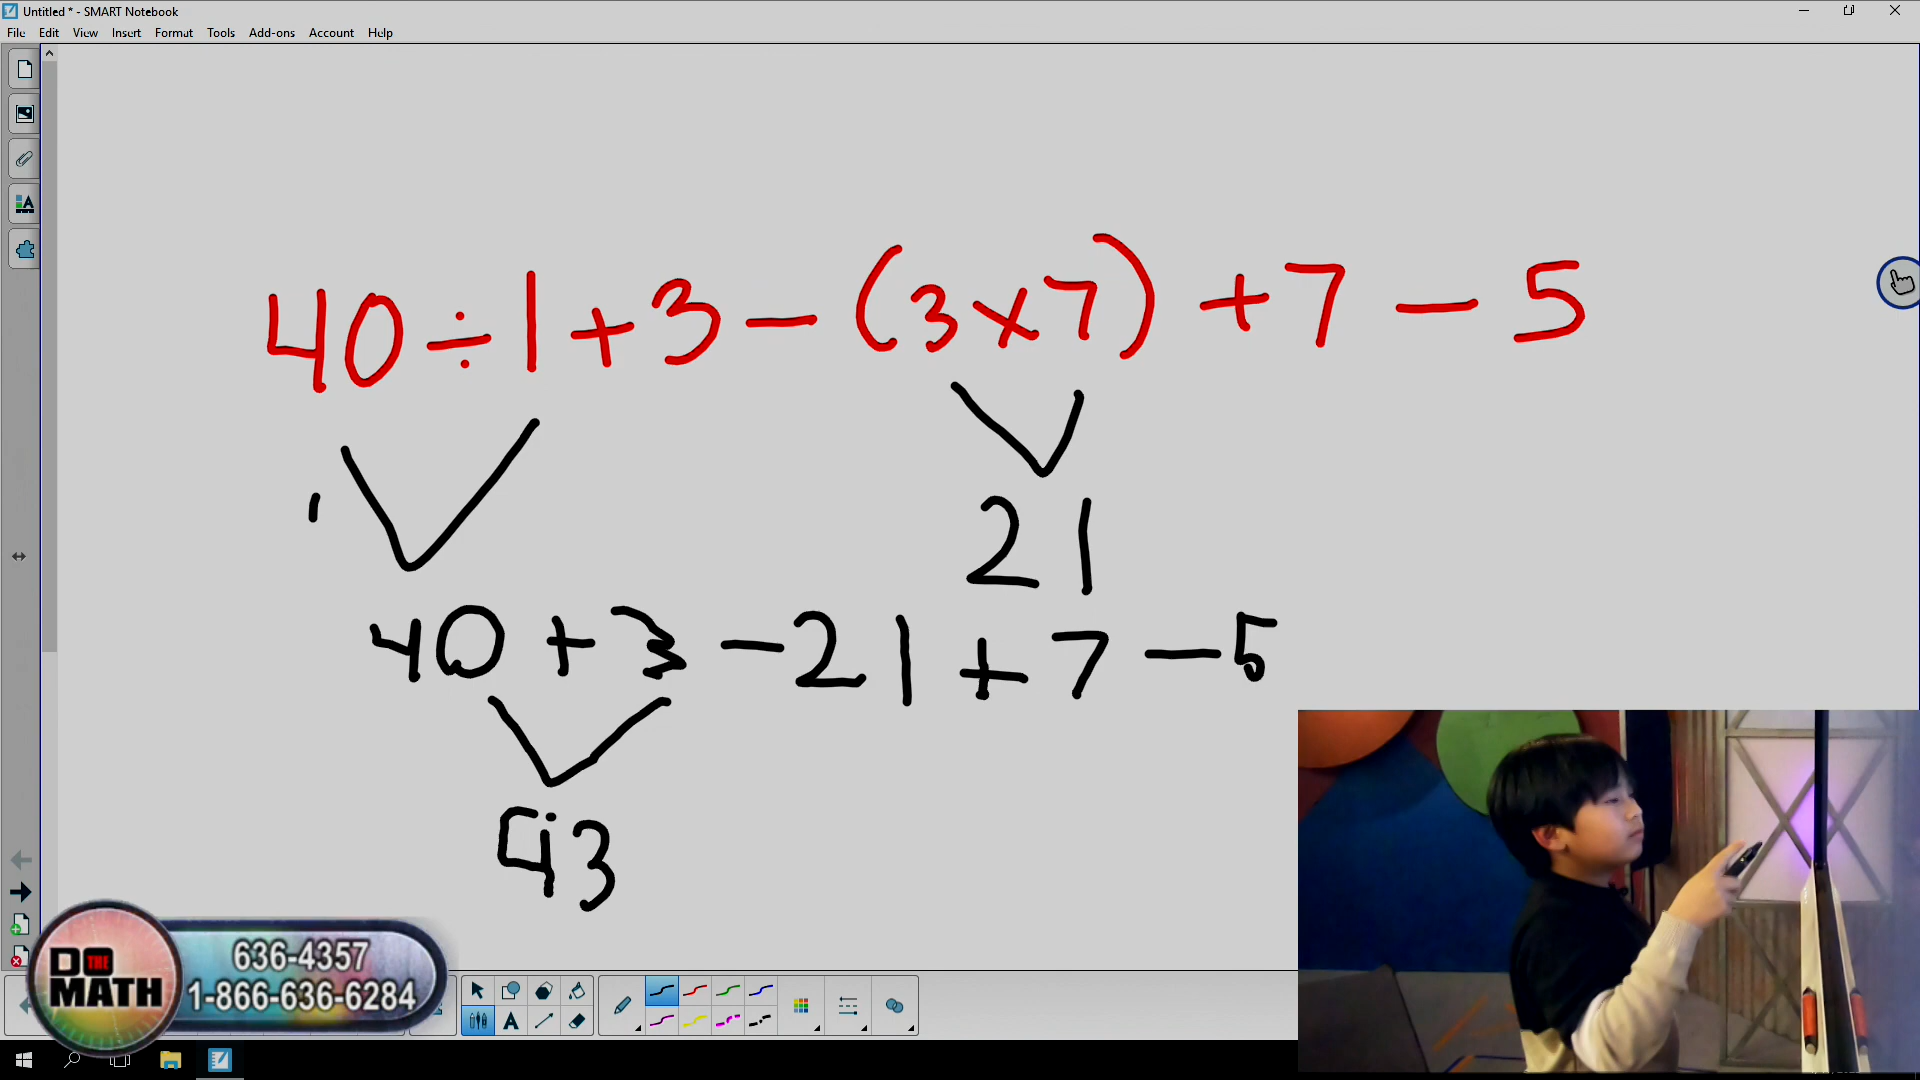 Untitled * - SMART Notebook
File Edit View Insert Format Tools Add-ons Account Help
40 ÷ 1 + 3 - (3 x 7) + 7 - 5
21
40 + 3 - 21 + 7 - 5
43
DO THE MATH
636-4357
1-866-636-6284
A